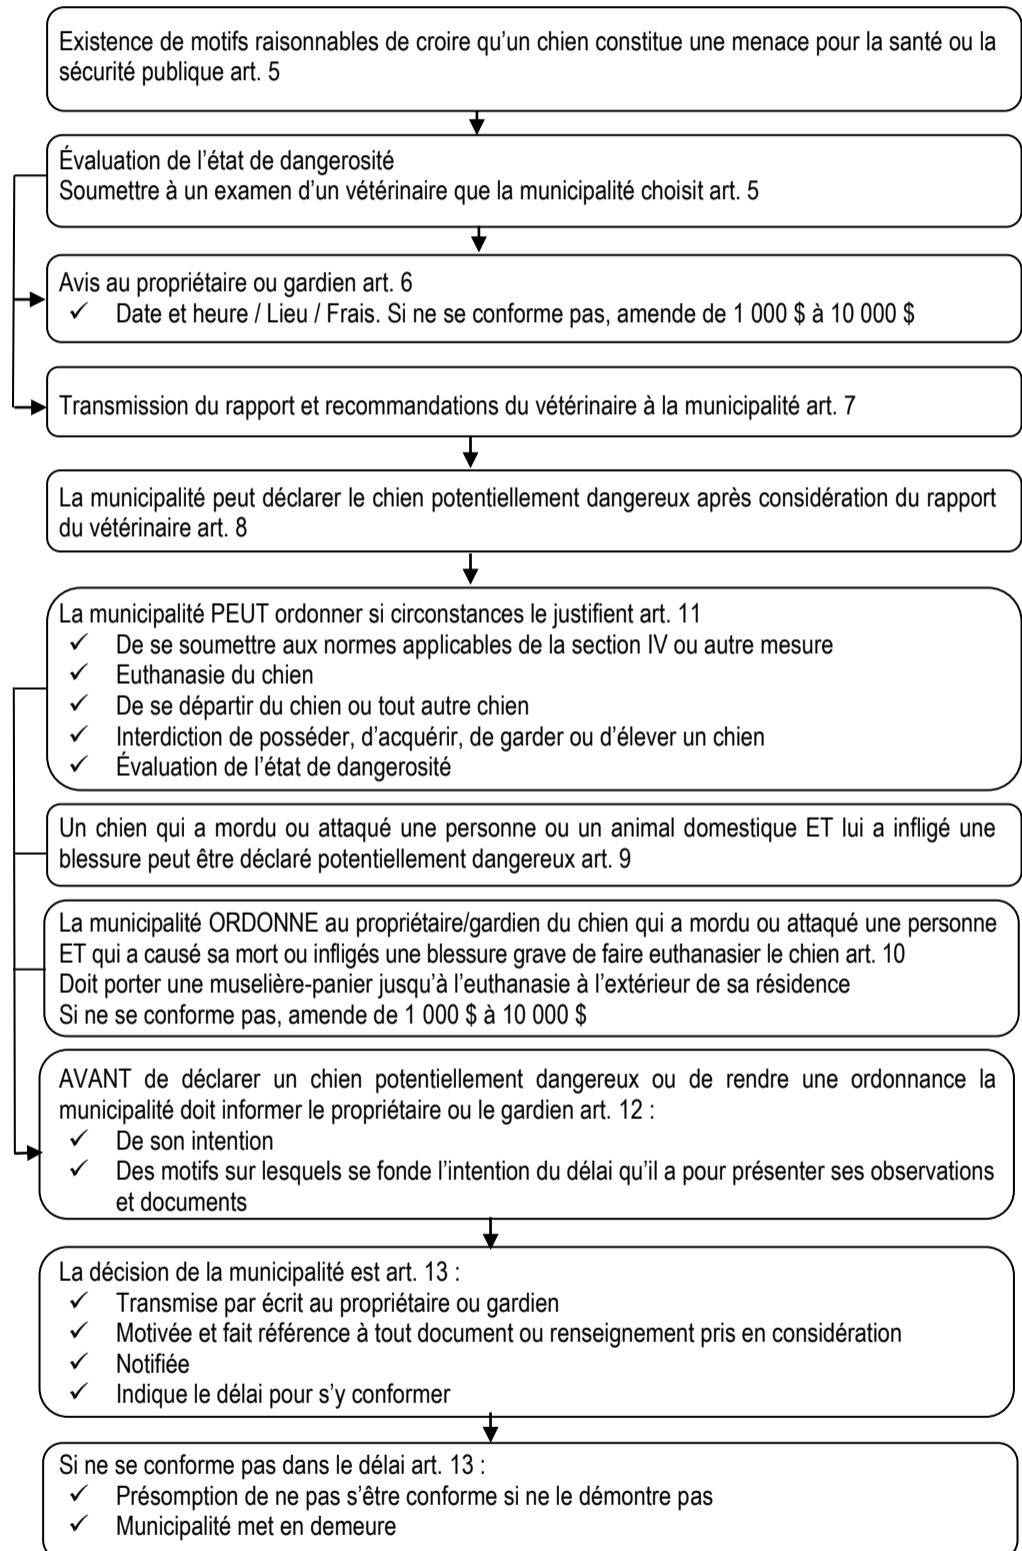 Existence de motifs raisonnables de croire qu'un chien constitue une menace pour la santé ou la
sécurité publique art. 5
Évaluation de l'état de dangerosité
Soumettre à un examen d'un vétérinaire que la municipalité choisit art. 5
Avis au propriétaire ou gardien art. 6
✓ Date et heure / Lieu / Frais. Si ne se conforme pas, amende de 1 000 $ à 10 000 $
Transmission du rapport et recommandations du vétérinaire à la municipalité art. 7
La municipalité peut déclarer le chien potentiellement dangereux après considération du rapport
du vétérinaire art. 8
La municipalité PEUT ordonner si circonstances le justifient art. 11
✓ De se soumettre aux normes applicables de la section IV ou autre mesure
✓ Euthanasie du chien
✓ De se départir du chien ou tout autre chien
✓ Interdiction de posséder, d'acquérir, de garder ou d'élever un chien
✓ Évaluation de l'état de dangerosité
Un chien qui a mordu ou attaqué une personne ou un animal domestique ET lui a infligé une
blessure peut être déclaré potentiellement dangereux art. 9
La municipalité ORDONNE au propriétaire/gardien du chien qui a mordu ou attaqué une personne
ET qui a causé sa mort ou infligés une blessure grave de faire euthanasier le chien art. 10
Doit porter une muselière-panier jusqu'à l'euthanasie à l'extérieur de sa résidence
Si ne se conforme pas, amende de 1 000 $ à 10 000 $
AVANT de déclarer un chien potentiellement dangereux ou de rendre une ordonnance la
municipalité doit informer le propriétaire ou le gardien art. 12 :
✓ De son intention
✓ Des motifs sur lesquels se fonde l'intention du délai qu'il a pour présenter ses observations
et documents
La décision de la municipalité est art. 13 :
✓ Transmise par écrit au propriétaire ou gardien
✓ Motivée et fait référence à tout document ou renseignement pris en considération
✓ Notifiée
✓ Indique le délai pour s'y conformer
Si ne se conforme pas dans le délai art. 13 :
✓ Présomption de ne pas s'être conforme si ne le démontre pas
✓ Municipalité met en demeure